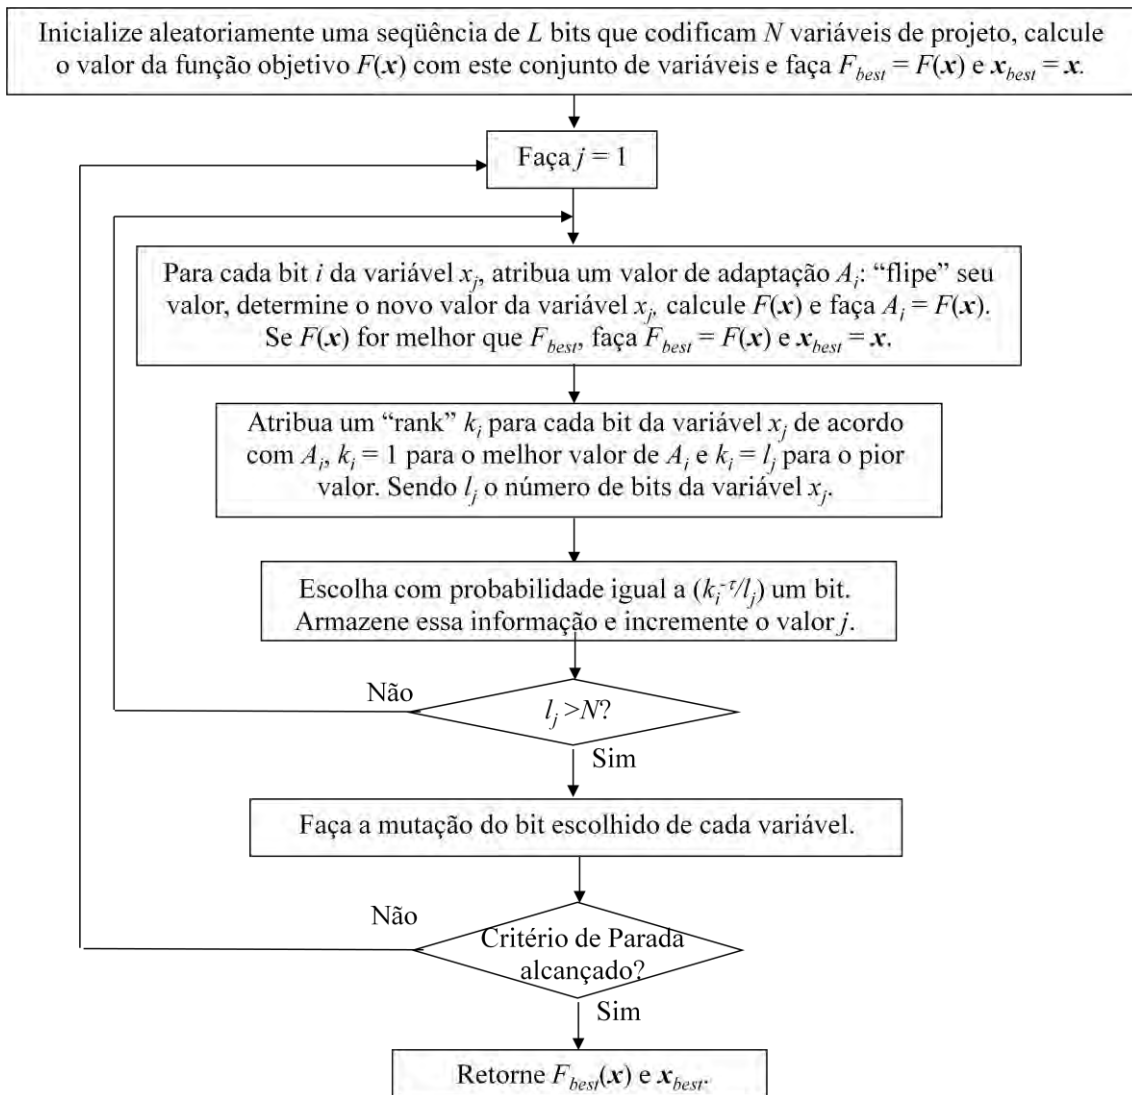 Inicialize aleatoriamente uma seqüência de L bits que codificam N variáveis de projeto, calcule
o valor da função objetivo F(x) com este conjunto de variáveis e faça F_best = F(x) e x_best = x.
Faça j = 1
Para cada bit i da variável x_j, atribua um valor de adaptação A_i: “flipe” seu
valor, determine o novo valor da variável x_j, calcule F(x) e faça A_i = F(x).
Se F(x) for melhor que F_best, faça F_best = F(x) e x_best = x.
Atribua um “rank” k_i para cada bit da variável x_j de acordo
com A_i, k_i = 1 para o melhor valor de A_i e k_i = l_j para o pior
valor. Sendo l_j o número de bits da variável x_j.
Escolha com probabilidade igual a (k_i^-τ/l_j) um bit.
Armazene essa informação e incremente o valor j.
Não
l_j >N?
Sim
Faça a mutação do bit escolhido de cada variável.
Não
Critério de Parada
alcançado?
Sim
Retorne F_best(x) e x_best.